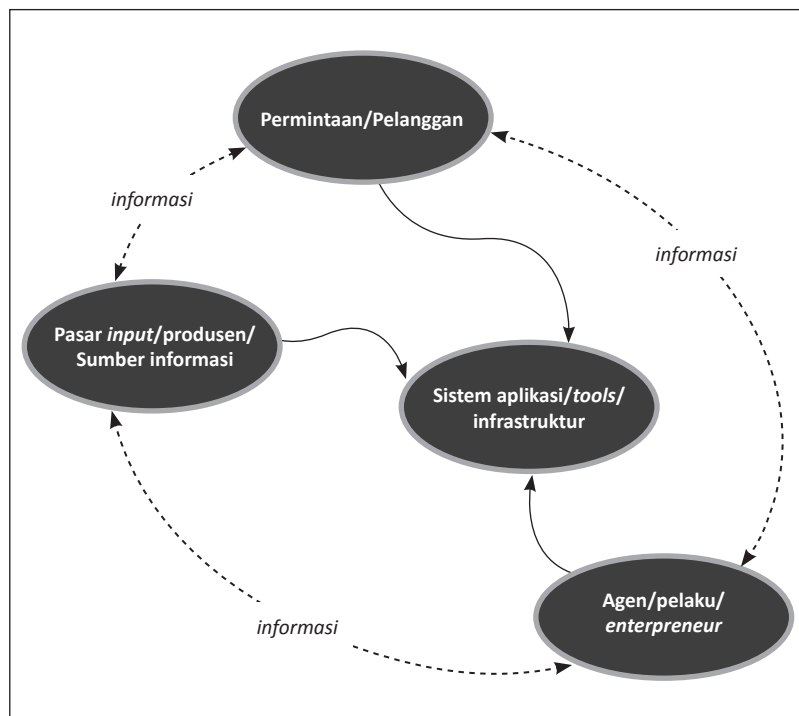 Permintaan/Pelanggan
informasi
informasi
Pasar input/produsen/
Sumber informasi
Sistem aplikasi/tools/
infrastruktur
Agen/pelaku/
enterpreneur
informasi